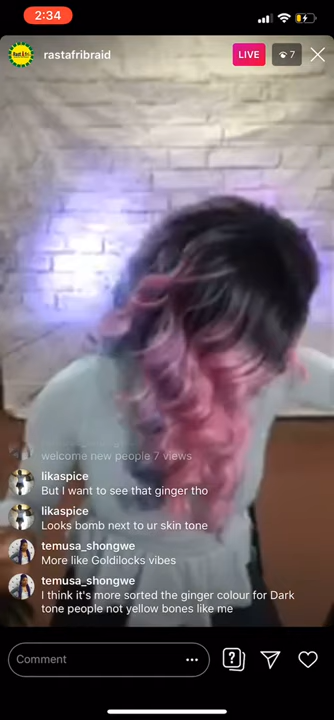 2:34
rastafribraid
LIVE
7
welcome new people 7 views
likaspice
But I want to see that ginger tho
likaspice
Looks bomb next to ur skin tone
temusa_shongwe
More like Goldilocks vibes
temusa_shongwe
I think it's more sorted the ginger colour for Dark
tone people not yellow bones like me
Comment